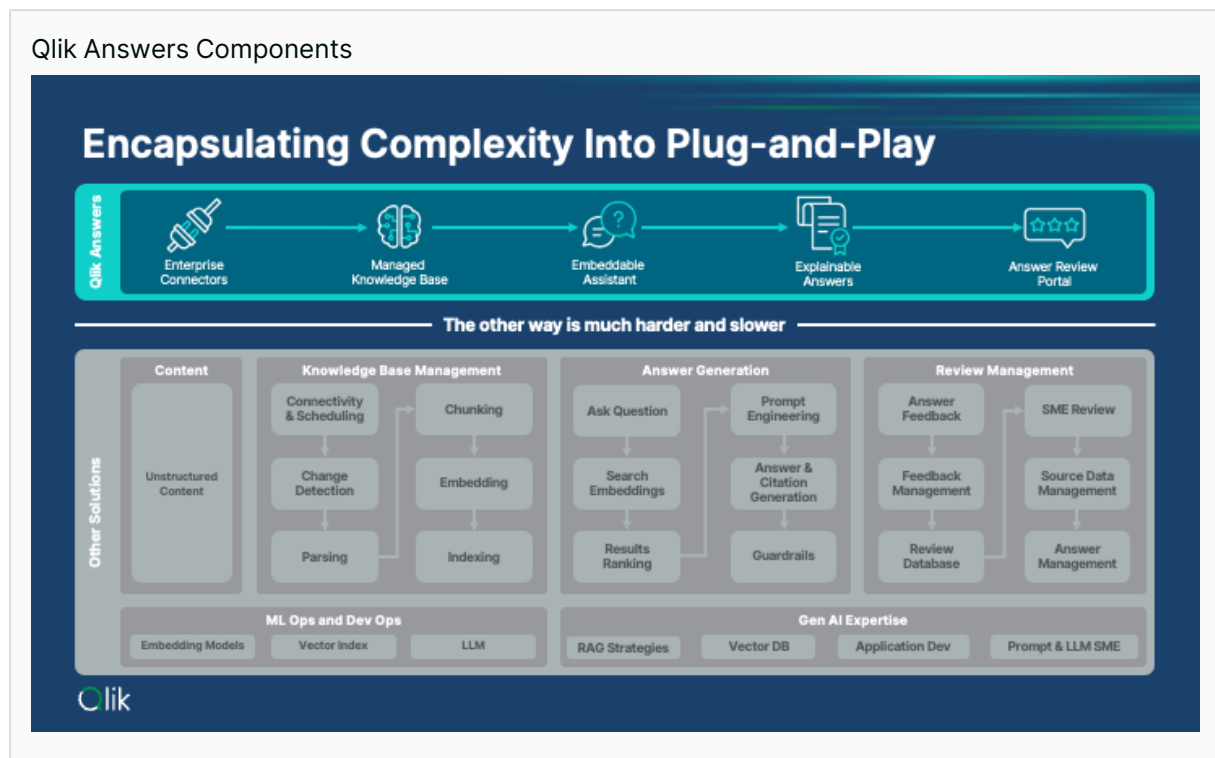 Qlik Answers Components
Encapsulating Complexity Into Plug-and-Play
Qlik Answers
Enterprise
Connectors
Managed
Knowledge Base
Embeddable
Assistant
Explainable
Answers
Answer Review
Portal
The other way is much harder and slower
Other Solutions
Content
Unstructured
Content
Knowledge Base Management
Connectivity
& Scheduling
Change
Detection
Parsing
Chunking
Embedding
Indexing
Answer Generation
Ask Question
Search
Embeddings
Results
Ranking
Prompt
Engineering
Answer &
Citation
Generation
Guardrails
Review Management
Answer
Feedback
Feedback
Management
Review
Database
SME Review
Source Data
Management
Answer
Management
ML Ops and Dev Ops
Embedding Models
Vector Index
LLM
Gen AI Expertise
RAG Strategies
Vector DB
Application Dev
Prompt & LLM SME
Qlik